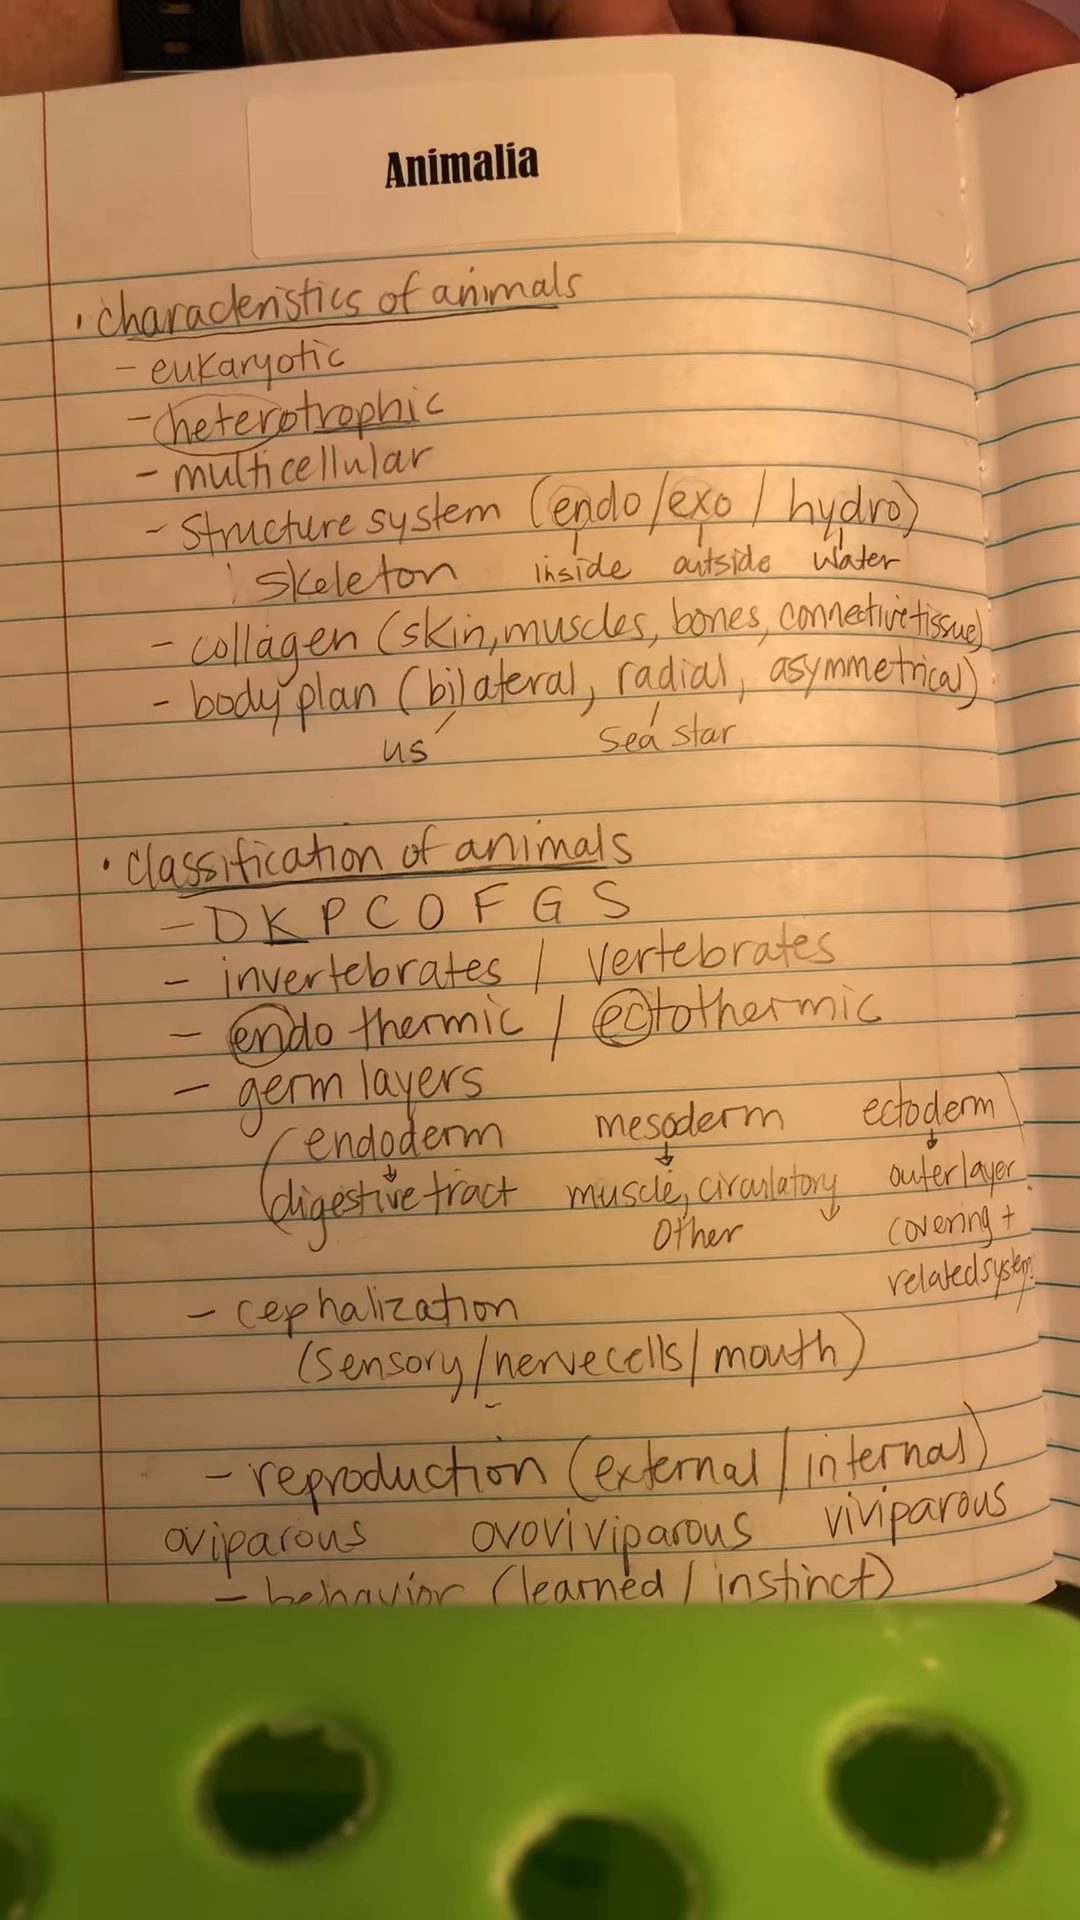 Animalia
• characteristics of animals
- eukaryotic
- heterotrophic
- multicellular
- Structure system (endo/exo/hydro)
skeleton inside outside water
- collagen (skin, muscles, bones, connective tissue)
- body plan (bilateral, radial, asymmetrical)
us sea star
• classification of animals
- D K P C O F G S
- invertebrates / vertebrates
- endothermic / ectothermic
- germ layers
(endoderm mesoderm ectoderm)
digestive tract muscle, circulatory outer layer
other covering +
related system
- cephalization
(sensory/nerve cells/mouth)
- reproduction (external/internal)
oviparous ovoviviparous viviparous
- behavior (learned/instinct)